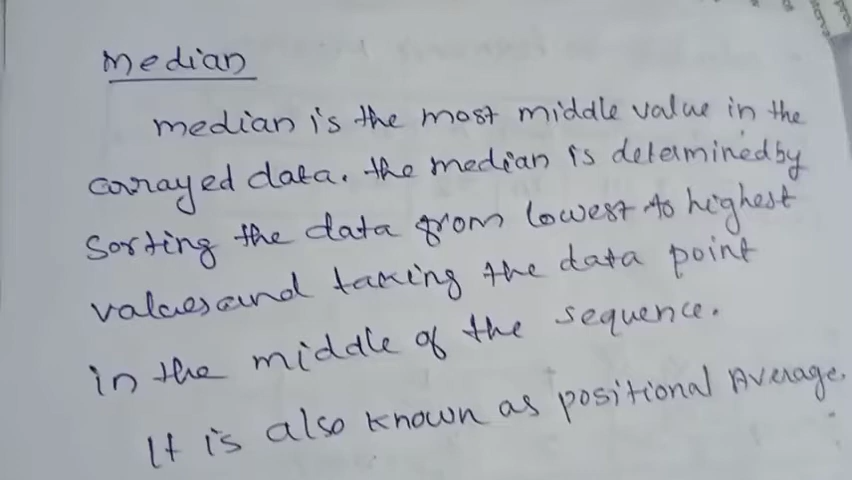 Median
median is the most middle value in the
arrayed data. the median is determined by
sorting the data from lowest to highest
values and taking the data point
in the middle of the sequence.
It is also known as positional Average.